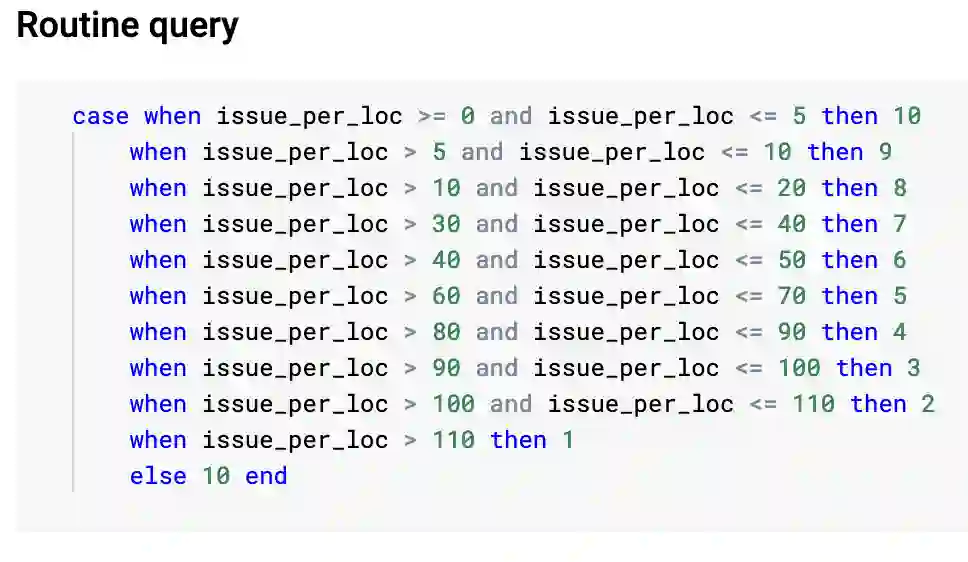 Routine query
case when issue_per_loc >= 0 and issue_per_loc <= 5 then 10
when issue_per_loc > 5 and issue_per_loc <= 10 then 9
when issue_per_loc > 10 and issue_per_loc <= 20 then 8
when issue_per_loc > 30 and issue_per_loc <= 40 then 7
when issue_per_loc > 40 and issue_per_loc <= 50 then 6
when issue_per_loc > 60 and issue_per_loc <= 70 then 5
when issue_per_loc > 80 and issue_per_loc <= 90 then 4
when issue_per_loc > 90 and issue_per_loc <= 100 then 3
when issue_per_loc > 100 and issue_per_loc <= 110 then 2
when issue_per_loc > 110 then 1
else 10 end